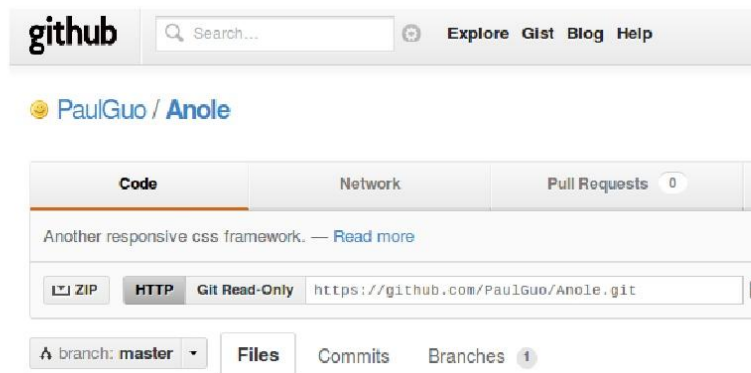 github Search... Explore Gist Blog Help
PaulGuo / Anole
Code Network Pull Requests 0
Another responsive css framework. — Read more
ZIP HTTP Git Read-Only https://github.com/PaulGuo/Anole.git
branch: master Files Commits Branches 1